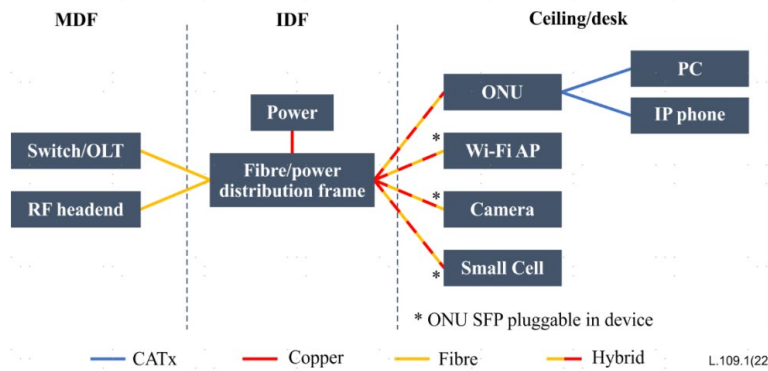 MDF
IDF
Ceiling/desk
Power
Switch/OLT
RF headend
Fibre/power
distribution frame
ONU
* Wi-Fi AP
* Camera
* Small Cell
PC
IP phone
* ONU SFP pluggable in device
CATx
Copper
Fibre
Hybrid
L.109.1(22